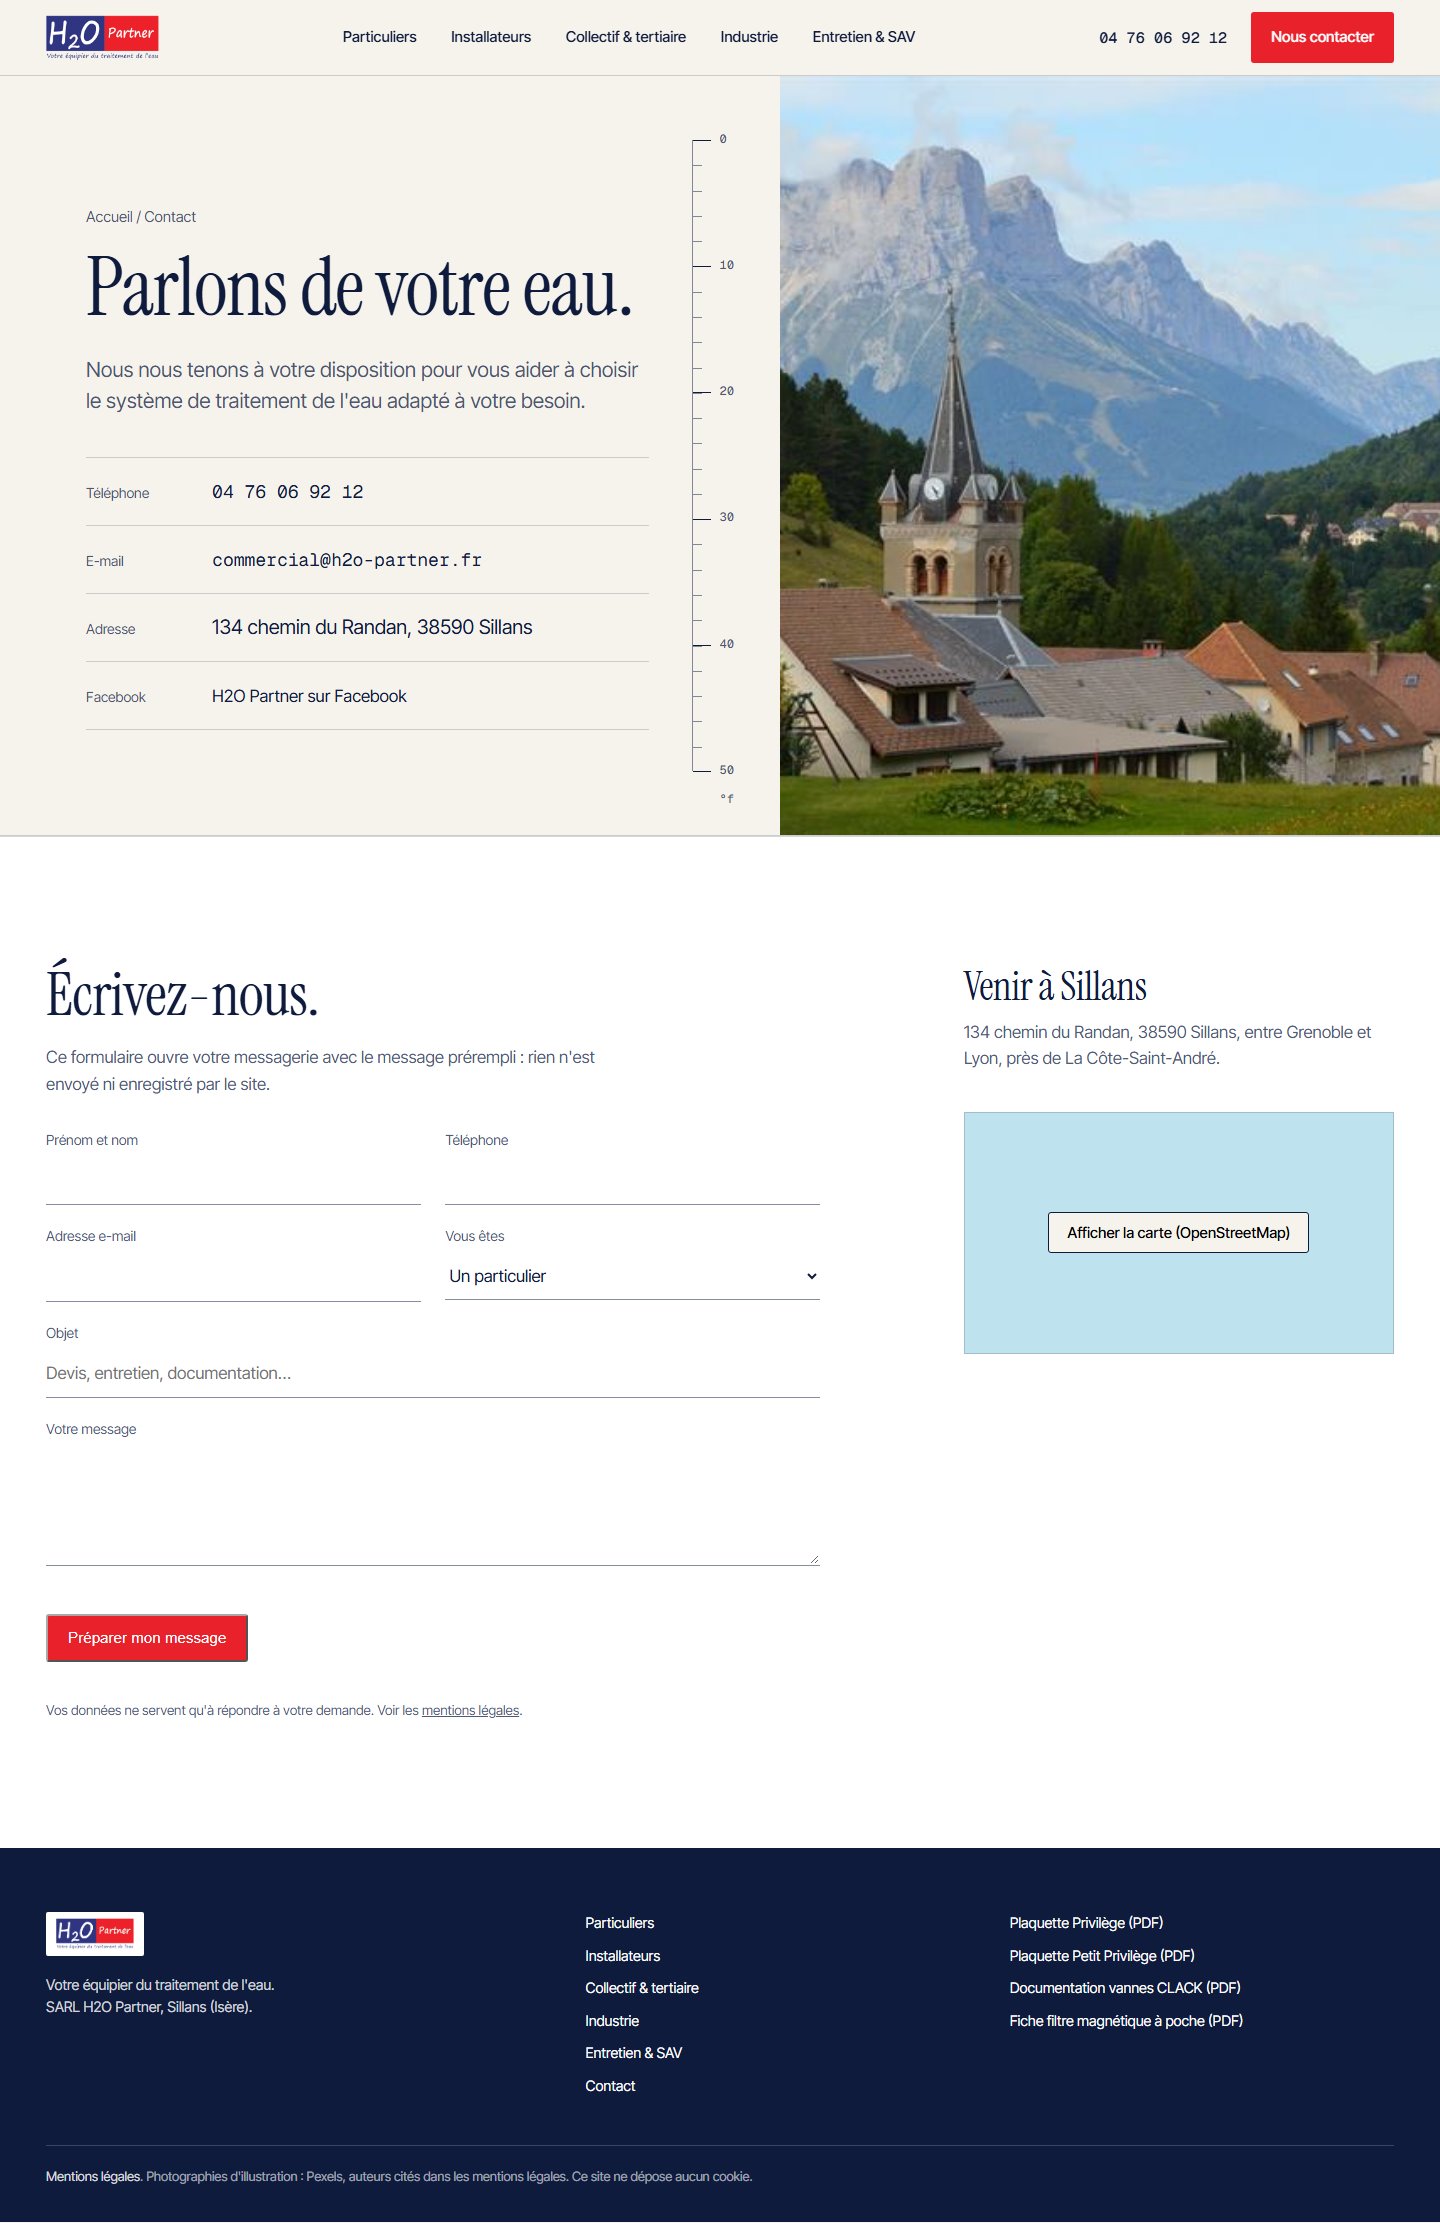 H2O Partner
Votre équipier du traitement de l'eau
Particuliers
Installateurs
Collectif & tertiaire
Industrie
Entretien & SAV
04 76 06 92 12
Nous contacter
Accueil / Contact
Parlons de votre eau.
Nous nous tenons à votre disposition pour vous aider à choisir
le système de traitement de l'eau adapté à votre besoin.
Téléphone
04 76 06 92 12
E-mail
commercial@h2o-partner.fr
Adresse
134 chemin du Randan, 38590 Sillans
Facebook
H2O Partner sur Facebook
0
10
20
30
40
50
°f
Écrivez-nous.
Ce formulaire ouvre votre messagerie avec le message prérempli : rien n'est
envoyé ni enregistré par le site.
Prénom et nom
Téléphone
Adresse e-mail
Vous êtes
Un particulier
Objet
Devis, entretien, documentation...
Votre message
Préparer mon message
Vos données ne servent qu'à répondre à votre demande. Voir les mentions légales.
Venir à Sillans
134 chemin du Randan, 38590 Sillans, entre Grenoble et
Lyon, près de La Côte-Saint-André.
Afficher la carte (OpenStreetMap)
H2O Partner
Votre équipier du traitement de l'eau
Votre équipier du traitement de l'eau.
SARL H2O Partner, Sillans (Isère).
Particuliers
Installateurs
Collectif & tertiaire
Industrie
Entretien & SAV
Contact
Plaquette Privilège (PDF)
Plaquette Petit Privilège (PDF)
Documentation vannes CLACK (PDF)
Fiche filtre magnétique à poche (PDF)
Mentions légales. Photographies d'illustration : Pexels, auteurs cités dans les mentions légales. Ce site ne dépose aucun cookie.